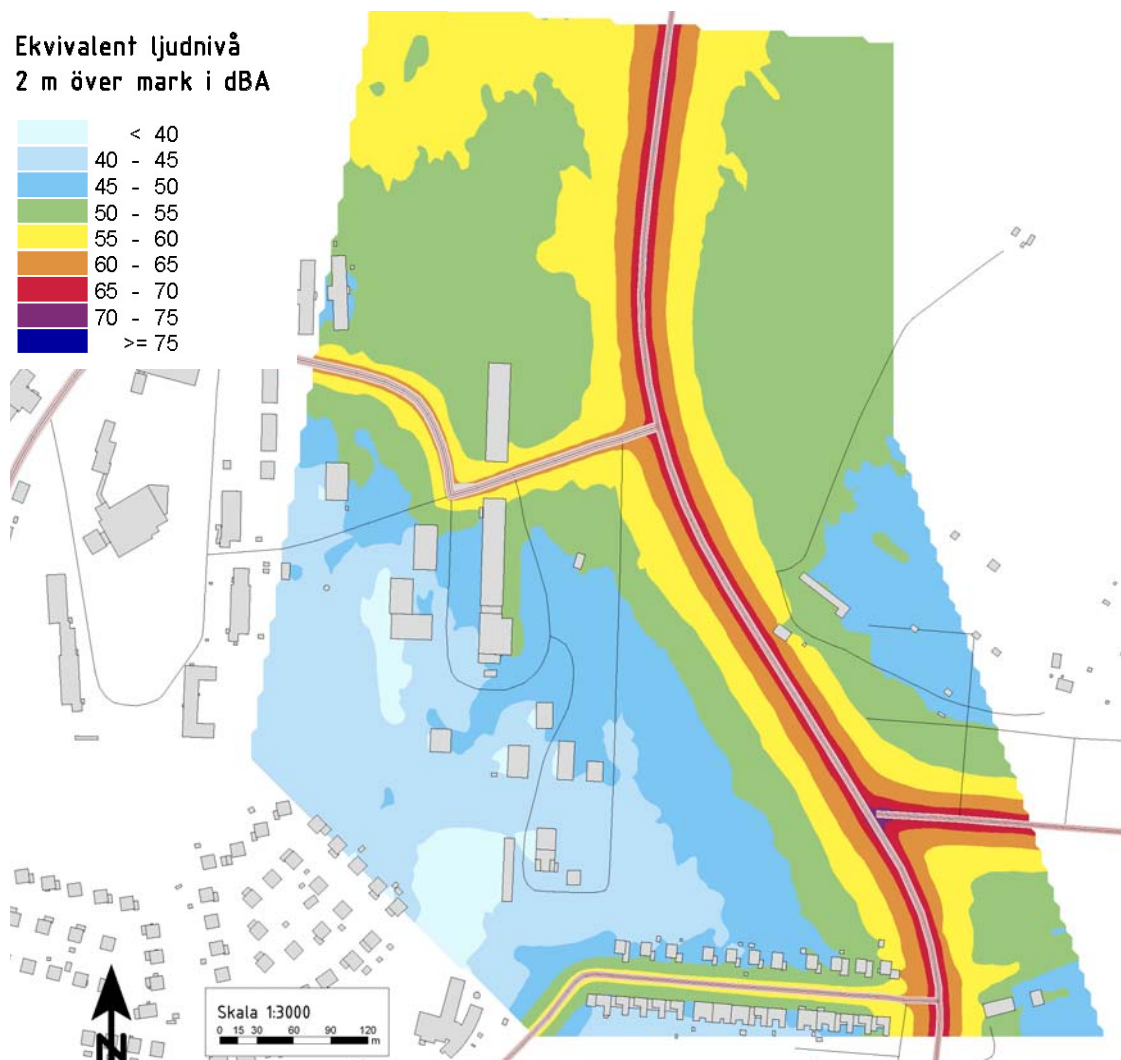 Ekvivalent ljudnivå
2 m över mark i dBA
< 40
40 - 45
45 - 50
50 - 55
55 - 60
60 - 65
65 - 70
70 - 75
>= 75
Skala 1:3000
0 15 30 60 90 120
m
N